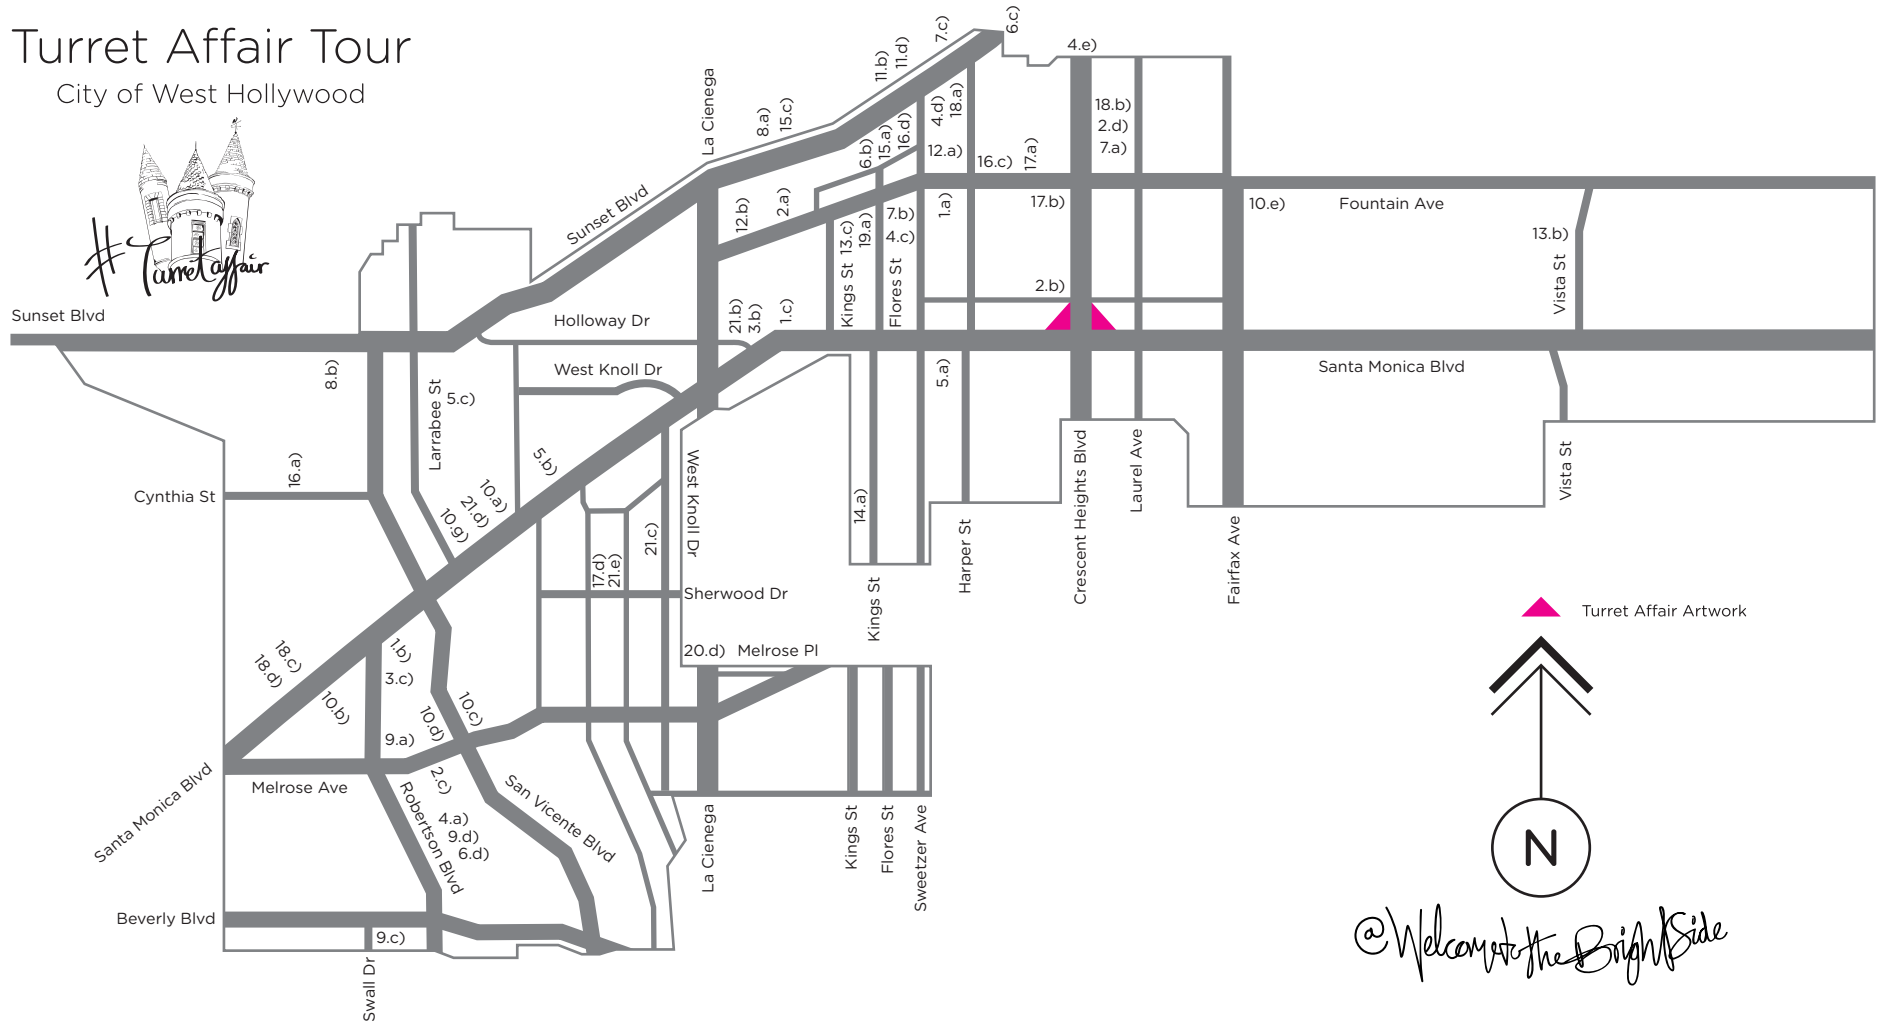 Turret Affair Tour
City of West Hollywood
#Turretaffair
6.c)
7.c)
11.d)
11.b)
4.e)
La Cienega
8.a)
15.c)
4.d)
18.a)
18.b)
2.d)
7.a)
6.b)
15.a)
16.d)
12.a)
16.c)
17.a)
Sunset Blvd
12.b)
2.a)
13.c)
19.a)
7.b)
4.c)
1.a)
17.b)
10.e)
Fountain Ave
13.b)
Vista St
Kings St
Flores St
2.b)
Sunset Blvd
Holloway Dr
21.b)
3.b)
1.c)
8.b)
Larrabee St
5.c)
West Knoll Dr
5.a)
Santa Monica Blvd
Cynthia St
16.a)
5.b)
10.a)
21.d)
10.g)
West Knoll Dr
21.c)
14.a)
Crescent Heights Blvd
Laurel Ave
Vista St
Harper St
Fairfax Ave
17.d)
21.e)
Sherwood Dr
Kings St
Turret Affair Artwork
18.c)
18.d)
1.b)
3.c)
20.d) Melrose Pl
10.b)
10.d)
10.c)
9.a)
Santa Monica Blvd
Melrose Ave
2.c)
San Vicente Blvd
Robertson Blvd
4.a)
9.d)
6.d)
La Cienega
Kings St
Flores St
Sweetzer Ave
N
Beverly Blvd
9.c)
Swall Dr
@WelcometotheBrightSide